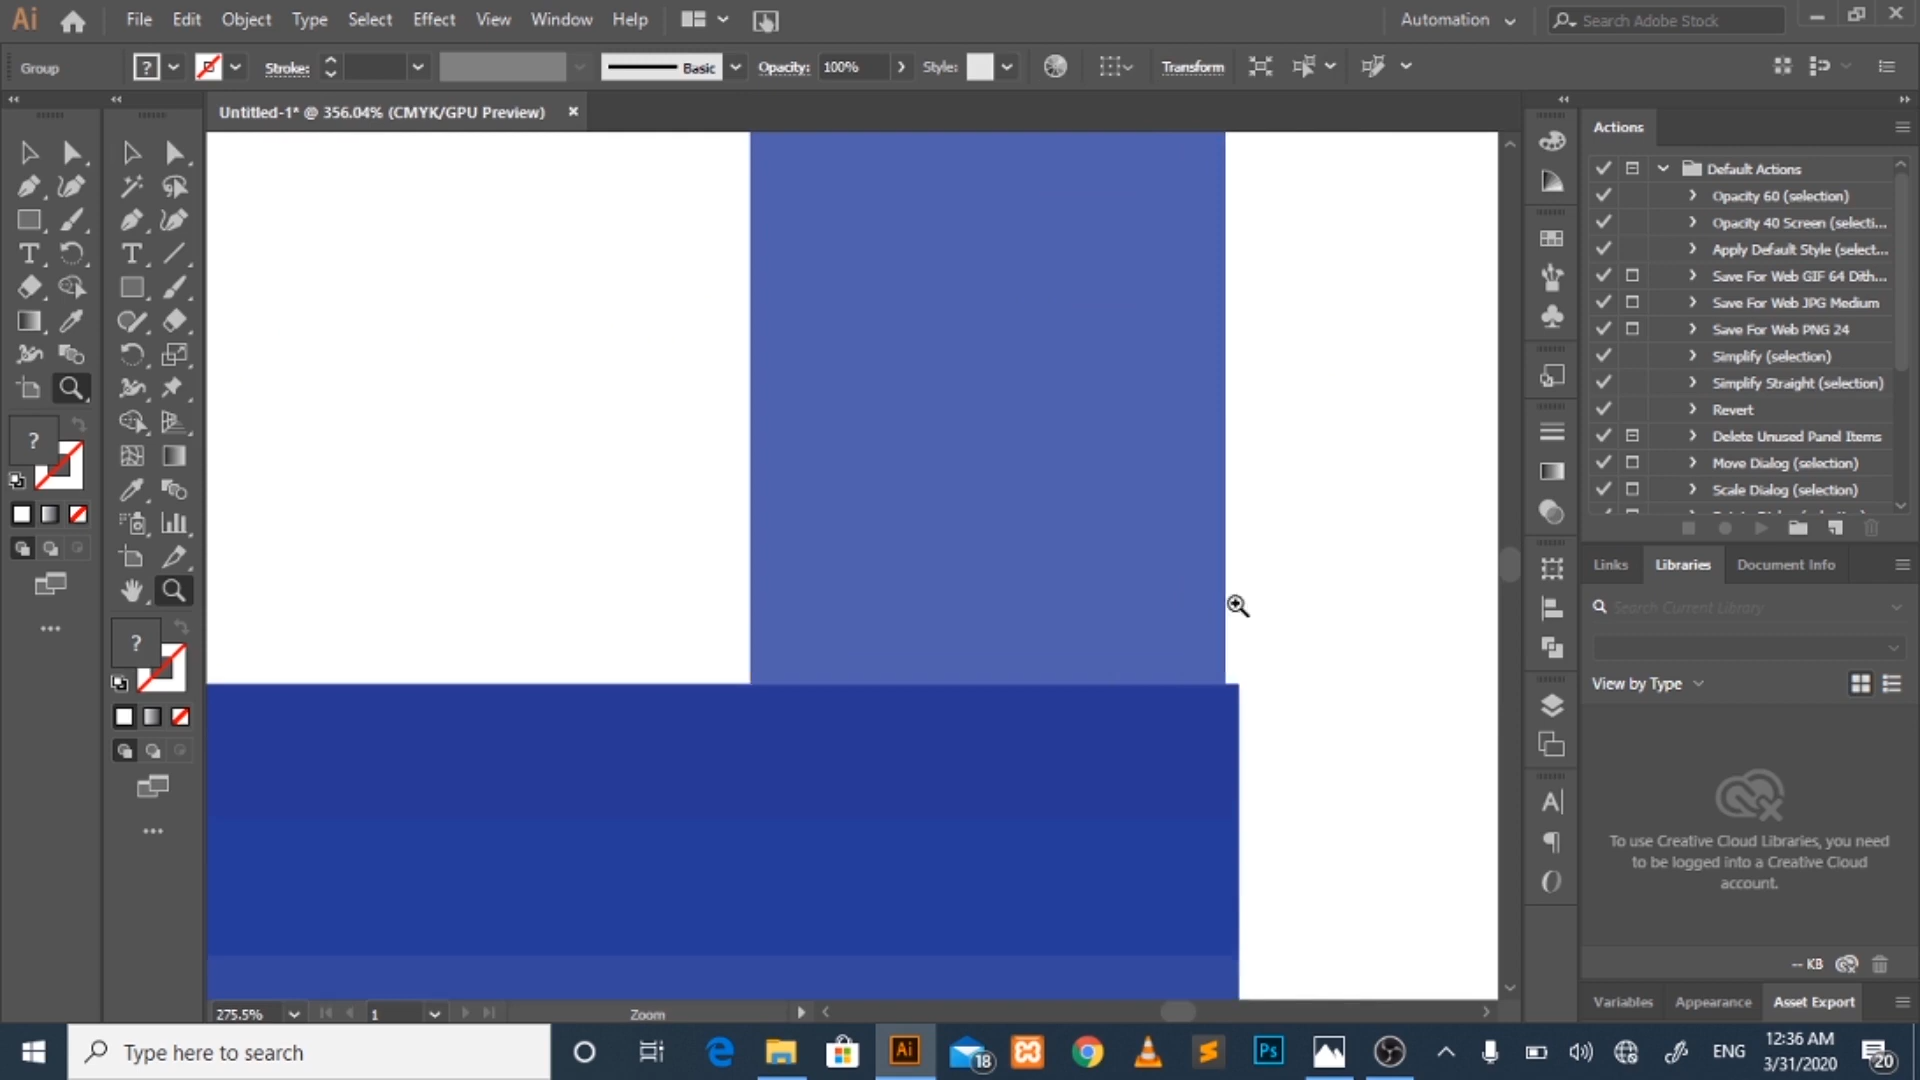 Ai File Edit Object Type Select Effect View Window Help Automation Search Adobe Stock
Group ? Stroke: Basic Opacity: 100% Style: Transform
Untitled-1* @ 356.04% (CMYK/GPU Preview)
Actions
Default Actions
Opacity 60 (selection)
Opacity 40 Screen (selecti...
Apply Default Style (select...
Save For Web GIF 64 Dith...
Save For Web JPG Medium
Save For Web PNG 24
Simplify (selection)
Simplify Straight (selection)
Revert
Delete Unused Panel Items
Move Dialog (selection)
Scale Dialog (selection)
Links Libraries Document Info
Search Current Library
View by Type
To use Creative Cloud Libraries, you need
to be logged into a Creative Cloud
account.
-- KB
Variables Appearance Asset Export
?
?
275.5% 1 Zoom
Type here to search Ai 18 Ps ENG 12:36 AM
3/31/2020 20